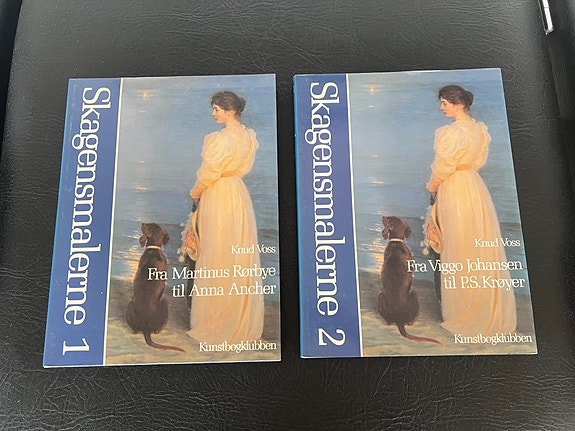 Skagensmalerne 1
Knud Voss
Fra Martinus Rørbye
til Anna Ancher
Kunstbogklubben
Skagensmalerne 2
Knud Voss
Fra Viggo Johansen
til P.S. Krøyer
Kunstbogklubben